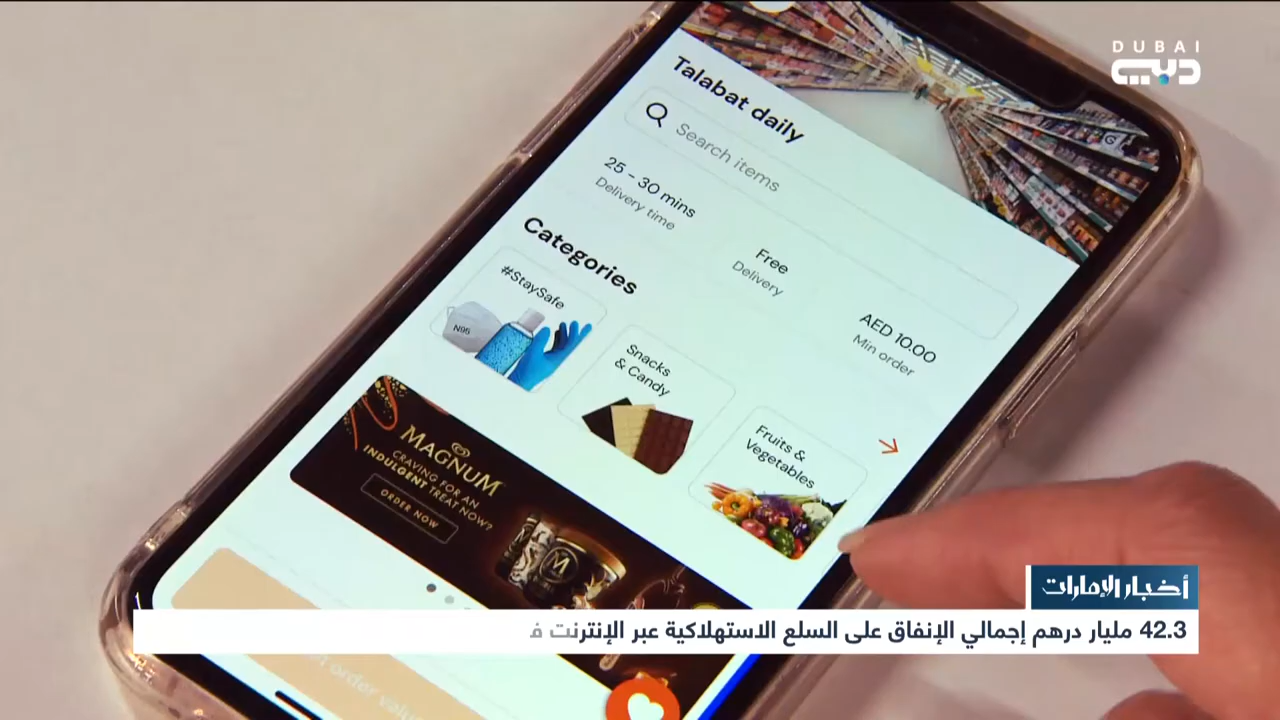 DUBAI
دبي
Talabat daily
Search items
25 - 30 mins
Delivery time
Free
Delivery
AED 10.00
Min order
Categories
#StaySafe
N95
Snacks
& Candy
Fruits &
Vegetables
MAGNUM
CRAVING FOR AN
INDULGENT TREAT NOW?
ORDER NOW
order value
أخبار الإمارات
42.3 مليار درهم إجمالي الإنفاق على السلع الاستهلاكية عبر الإنترنت ف